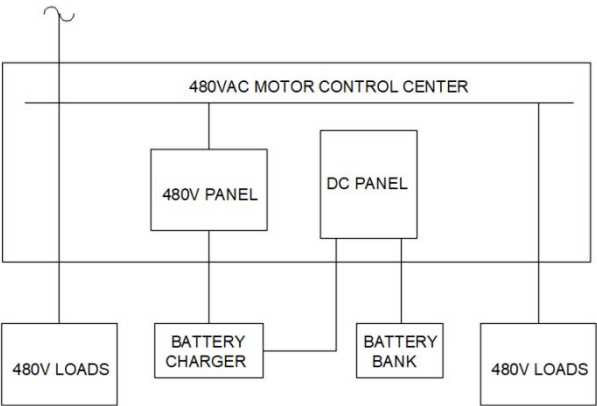 480VAC MOTOR CONTROL CENTER
480V PANEL
DC PANEL
480V LOADS
BATTERY
CHARGER
BATTERY
BANK
480V LOADS